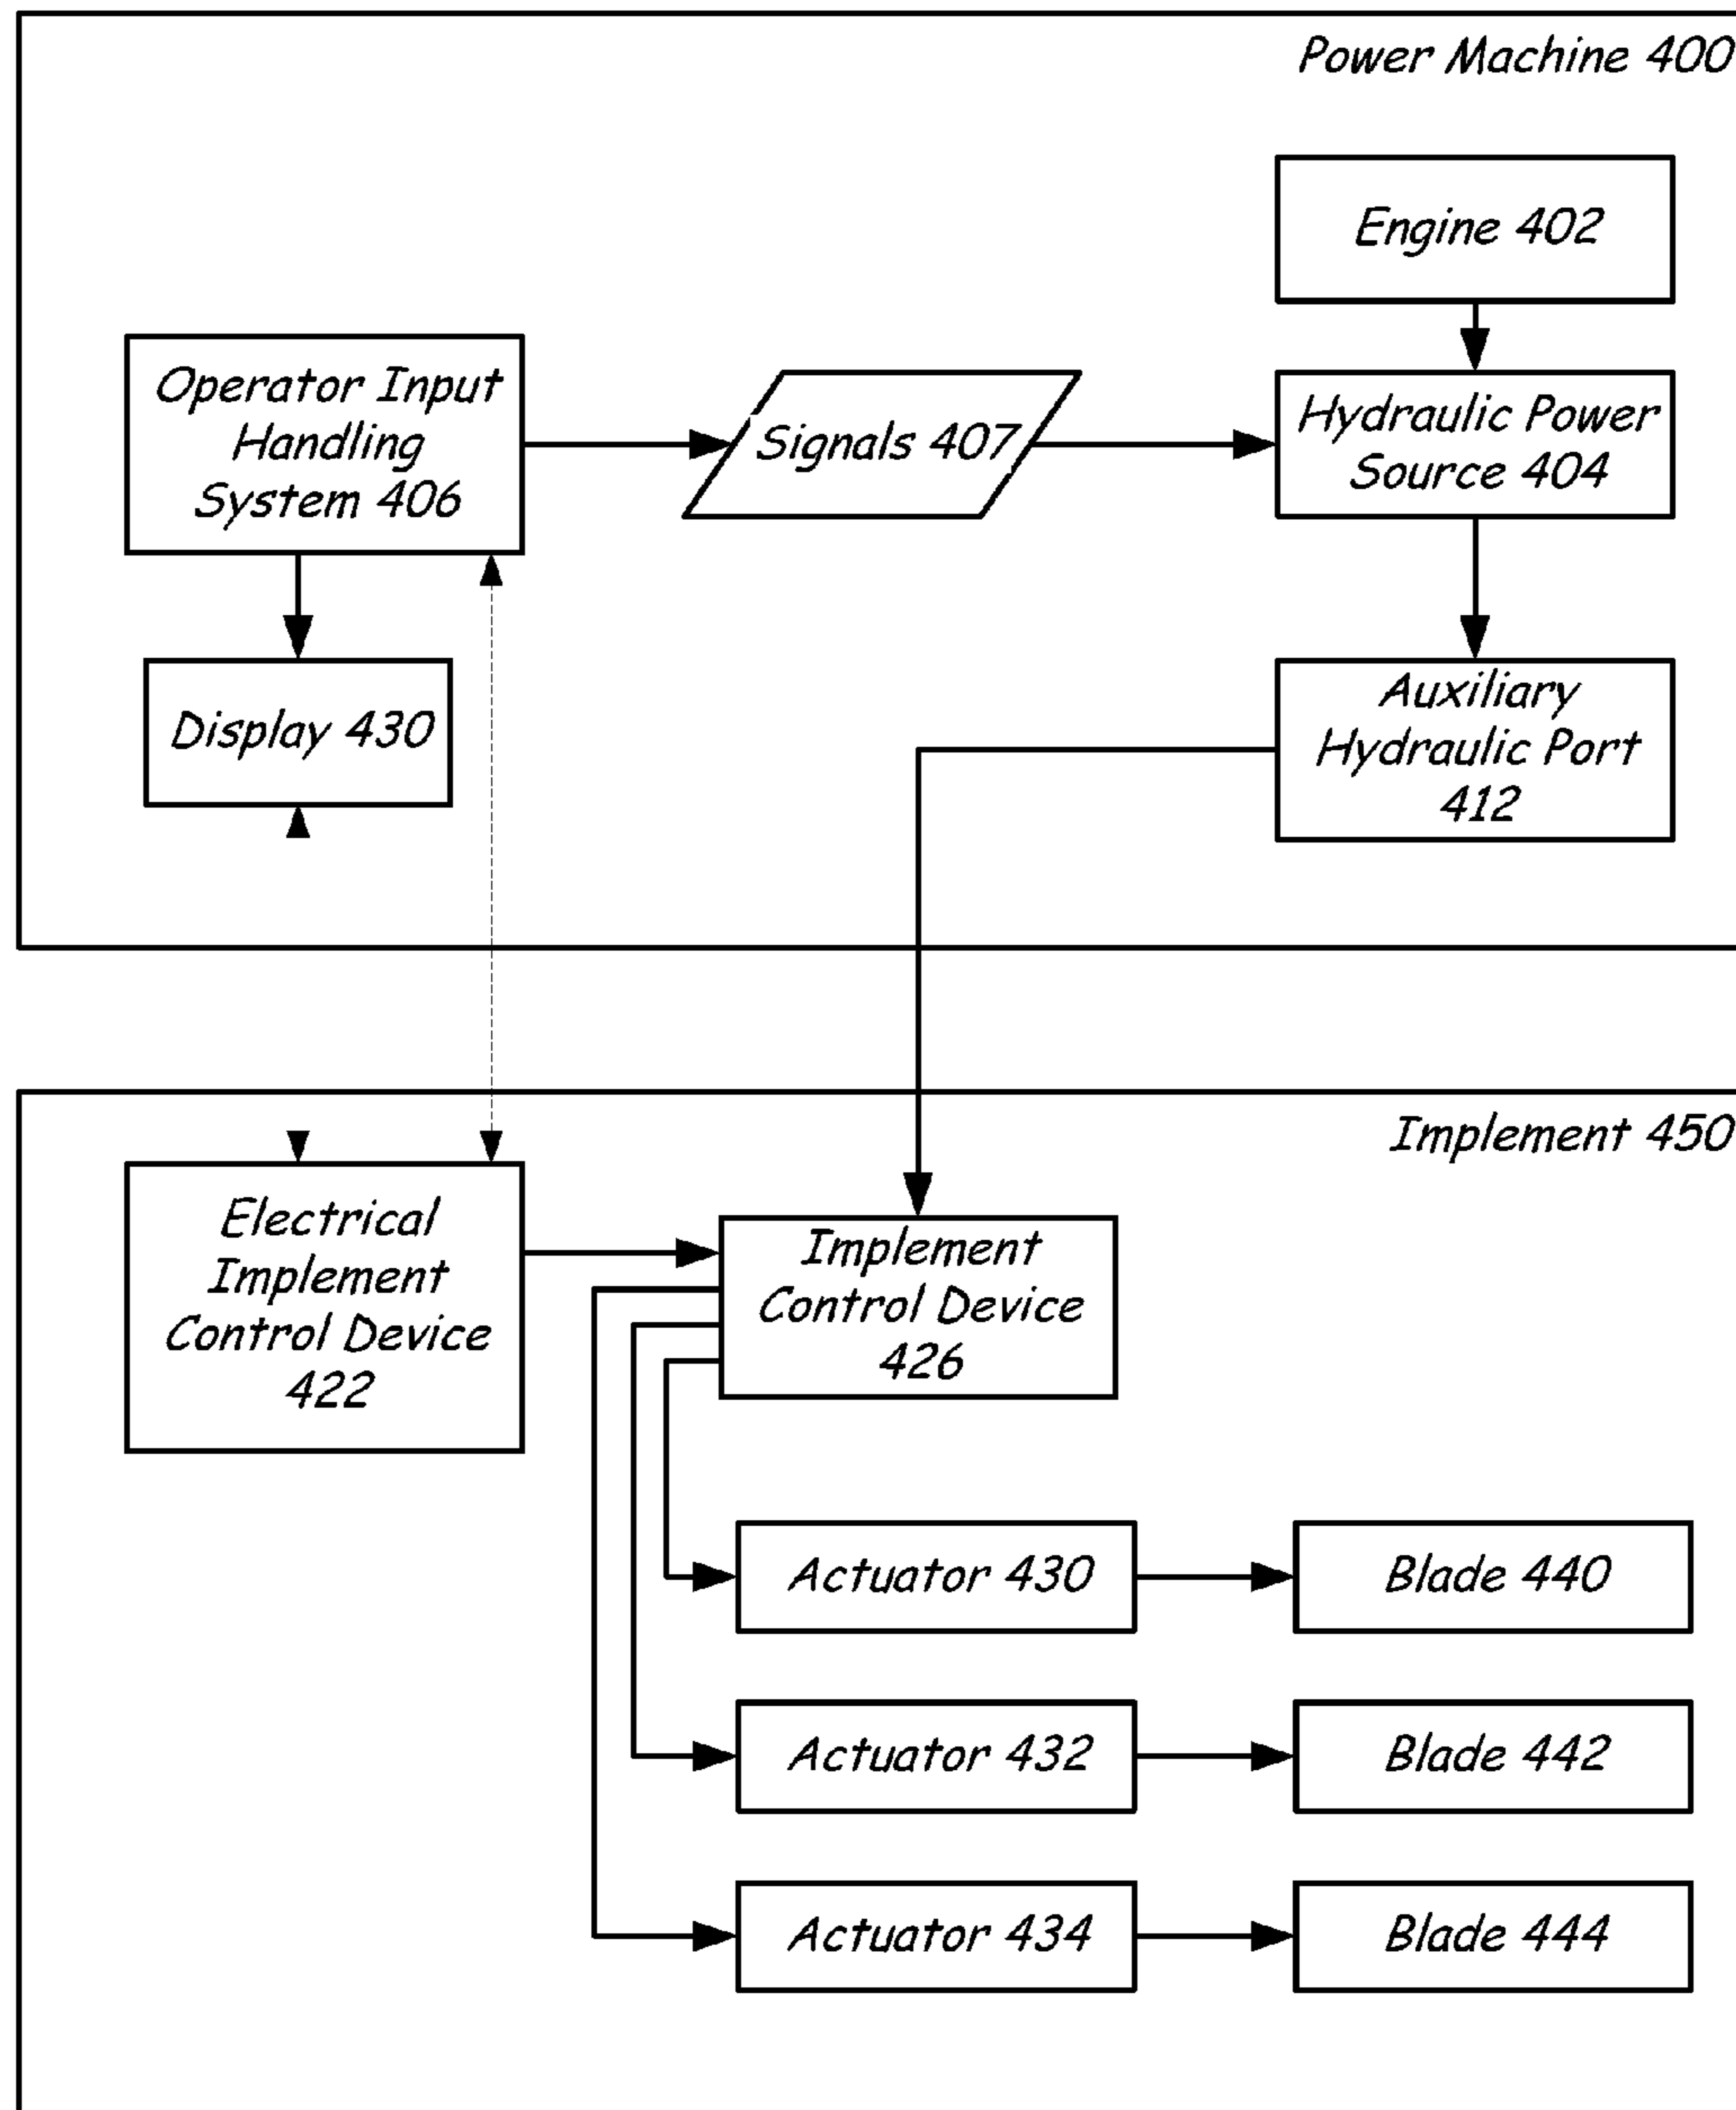 Power Machine 400
Engine 402
Operator Input
Handling
System 406
Signals 407
Hydraulic Power
Source 404
Display 430
Auxiliary
Hydraulic Port
412
Implement 450
Electrical
Implement
Control Device
422
Implement
Control Device
426
Actuator 430
Blade 440
Actuator 432
Blade 442
Actuator 434
Blade 444